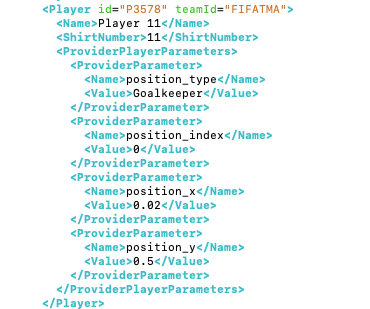 <Player id="P3578" teamId="FIFATMA">
<Name>Player 11</Name>
<ShirtNumber>11</ShirtNumber>
<ProviderPlayerParameters>
<ProviderParameter>
<Name>position_type</Name>
<Value>Goalkeeper</Value>
</ProviderParameter>
<ProviderParameter>
<Name>position_index</Name>
<Value>0</Value>
</ProviderParameter>
<ProviderParameter>
<Name>position_x</Name>
<Value>0.02</Value>
</ProviderParameter>
<ProviderParameter>
<Name>position_y</Name>
<Value>0.5</Value>
</ProviderParameter>
</ProviderPlayerParameters>
</Player>